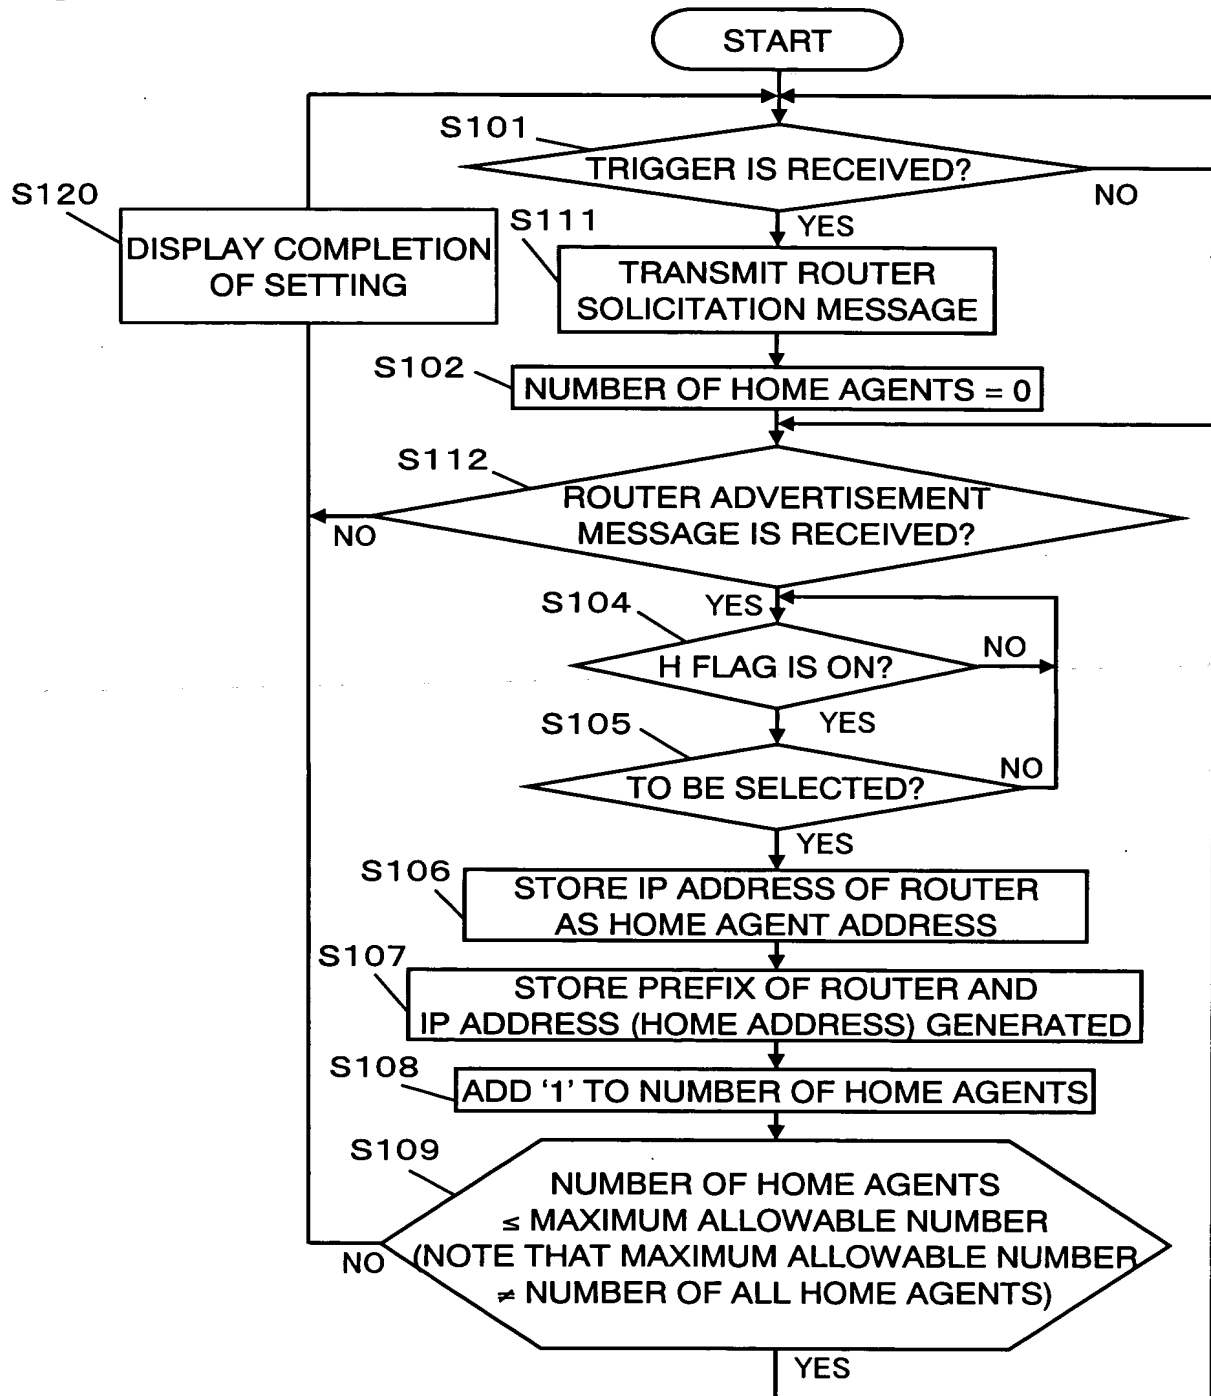 START
S101
TRIGGER IS RECEIVED?
NO
S120
DISPLAY COMPLETION
OF SETTING
YES
S111
TRANSMIT ROUTER
SOLICITATION MESSAGE
S102
NUMBER OF HOME AGENTS = 0
S112
ROUTER ADVERTISEMENT
MESSAGE IS RECEIVED?
NO
YES
S104
H FLAG IS ON?
NO
YES
S105
TO BE SELECTED?
NO
YES
S106
STORE IP ADDRESS OF ROUTER
AS HOME AGENT ADDRESS
S107
STORE PREFIX OF ROUTER AND
IP ADDRESS (HOME ADDRESS) GENERATED
S108
ADD ‘1’ TO NUMBER OF HOME AGENTS
S109
NUMBER OF HOME AGENTS
≤ MAXIMUM ALLOWABLE NUMBER
(NOTE THAT MAXIMUM ALLOWABLE NUMBER
≠ NUMBER OF ALL HOME AGENTS)
NO
YES